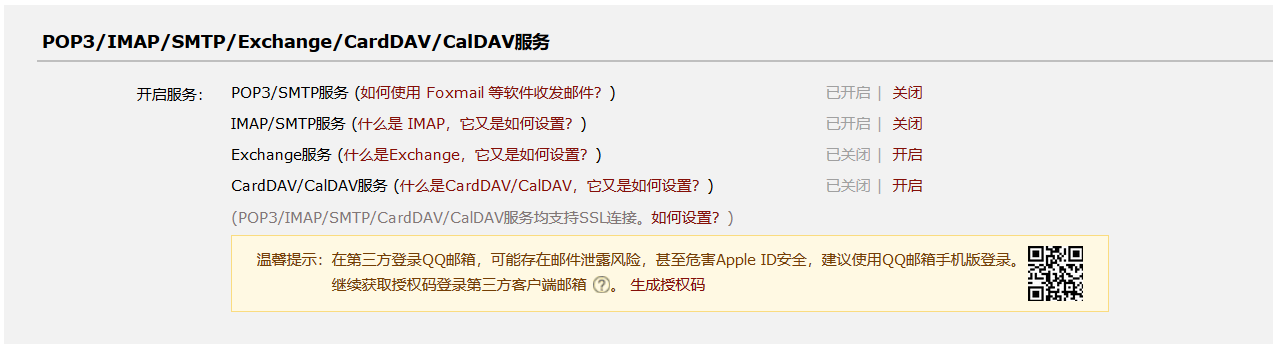 POP3/IMAP/SMTP/Exchange/CardDAV/CalDAV服务
开启服务： POP3/SMTP服务 (如何使用 Foxmail 等软件收发邮件？) 已开启 | 关闭
IMAP/SMTP服务 (什么是 IMAP，它又是如何设置？) 已开启 | 关闭
Exchange服务 (什么是Exchange，它又是如何设置？) 已关闭 | 开启
CardDAV/CalDAV服务 (什么是CardDAV/CalDAV，它又是如何设置？) 已关闭 | 开启
(POP3/IMAP/SMTP/CardDAV/CalDAV服务均支持SSL连接。如何设置？)
温馨提示：在第三方登录QQ邮箱，可能存在邮件泄露风险，甚至危害Apple ID安全，建议使用QQ邮箱手机版登录。
继续获取授权码登录第三方客户端邮箱 ? 。 生成授权码